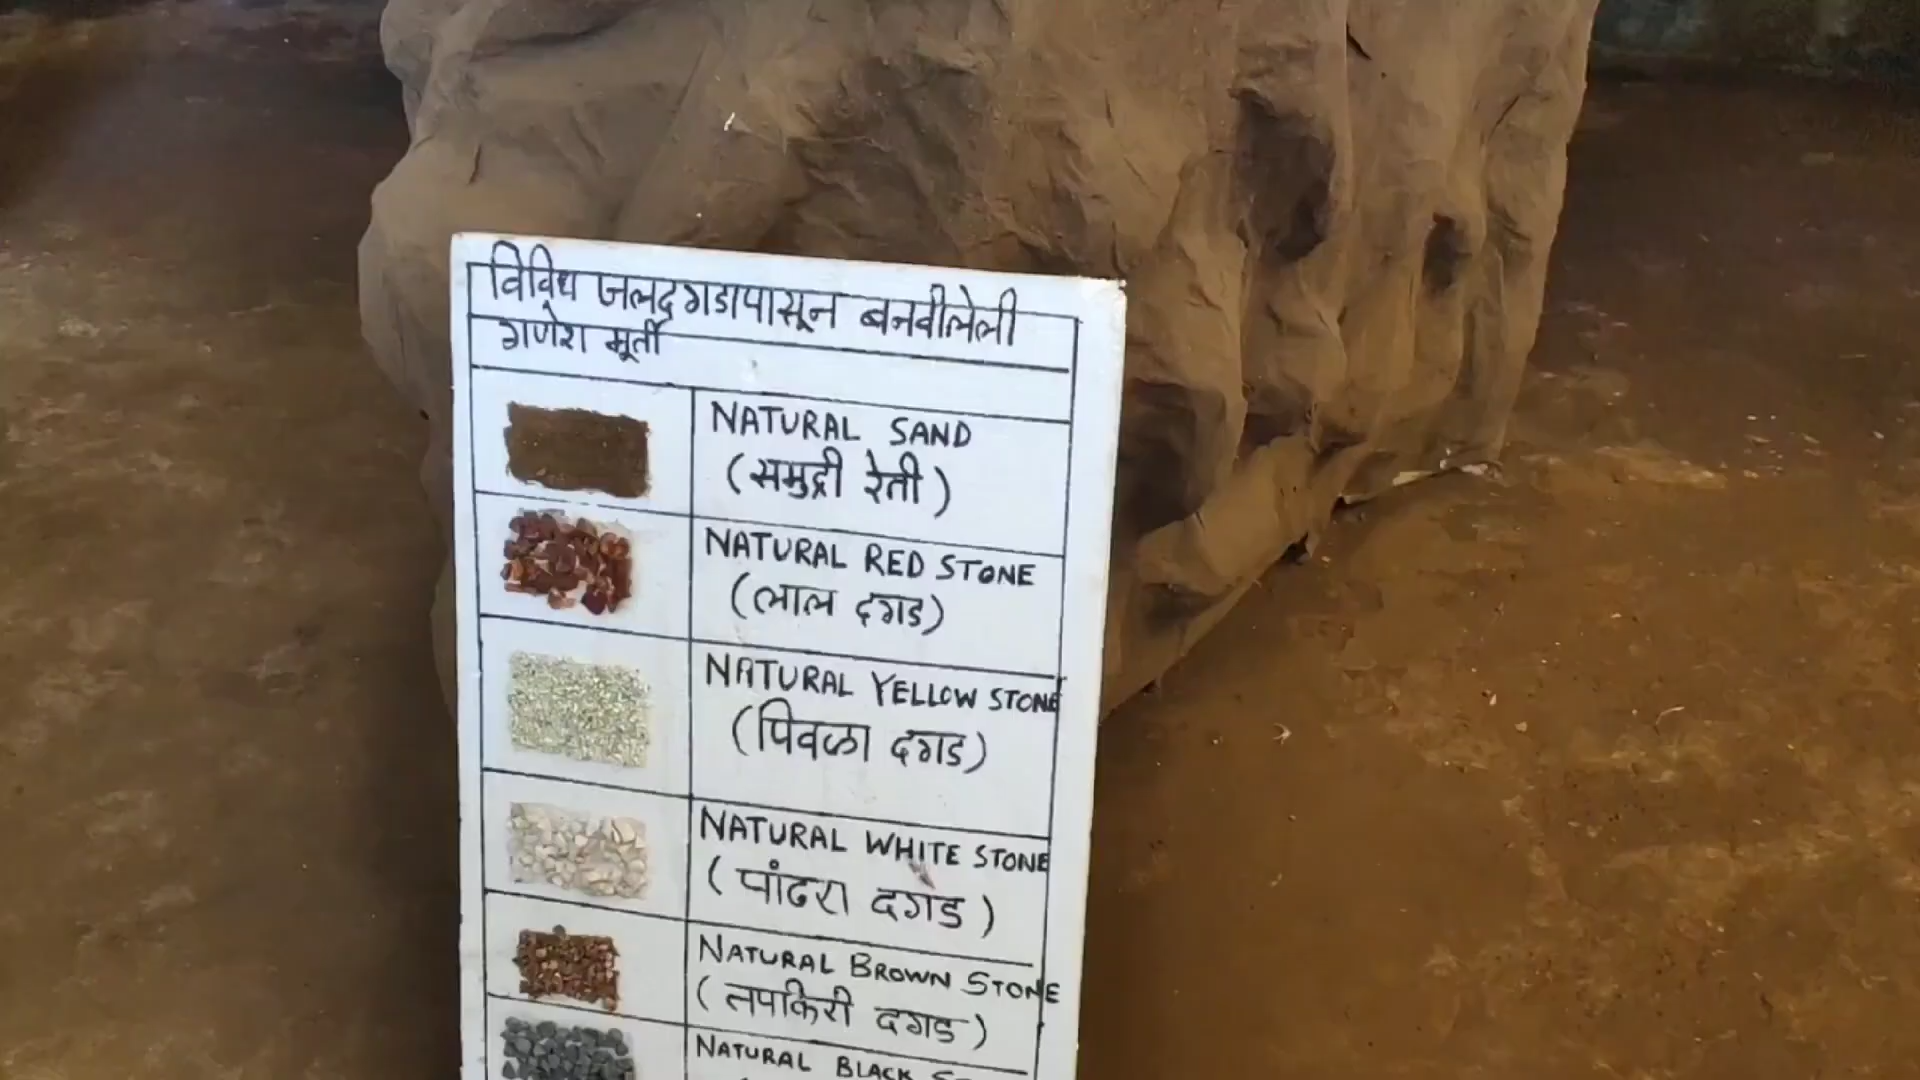 विविध जलदगडापासून बनवीलेली
गणेश मूर्ती
NATURAL SAND
(समुद्री रेती)
NATURAL RED STONE
(लाल दगड)
NATURAL YELLOW STONE
(पिवळा दगड)
NATURAL WHITE STONE
(पांढरा दगड)
NATURAL BROWN STONE
(तपकिरी दगड)
NATURAL BLACK